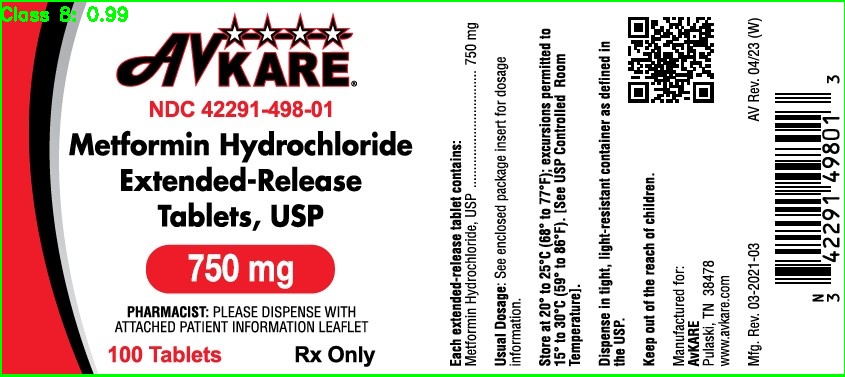 Class 8: 0.99
AVKARE®
NDC 42291-498-01
Metformin Hydrochloride
Extended-Release
Tablets, USP
750 mg
PHARMACIST: PLEASE DISPENSE WITH
ATTACHED PATIENT INFORMATION LEAFLET
100 Tablets Rx Only
Each extended-release tablet contains:
Metformin Hydrochloride, USP ................................ 750 mg
Usual Dosage: See enclosed package insert for dosage
information.
Store at 20° to 25°C (68° to 77°F); excursions permitted to
15° to 30°C (59° to 86°F). [See USP Controlled Room
Temperature].
Dispense in tight, light-resistant container as defined in
the USP.
Keep out of the reach of children.
Manufactured for:
AvKARE
Pulaski, TN 38478
www.avkare.com
Mfg. Rev. 03-2021-03 AV Rev. 04/23 (W)
N
3 42291 49801 3